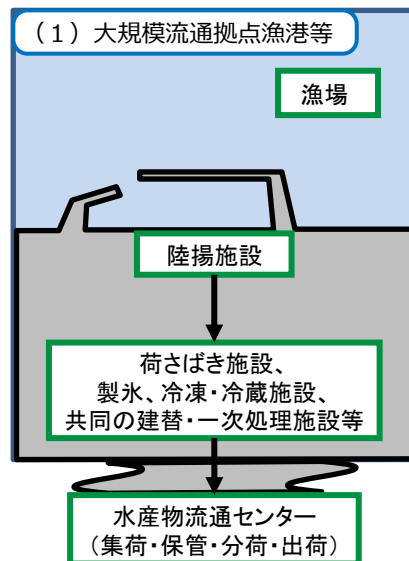 （１）大規模流通拠点漁港等
漁場
陸揚施設
荷さばき施設、
製氷、冷凍・冷蔵施設、
共同の建替・一次処理施設等
水産物流通センター
（集荷・保管・分荷・出荷）